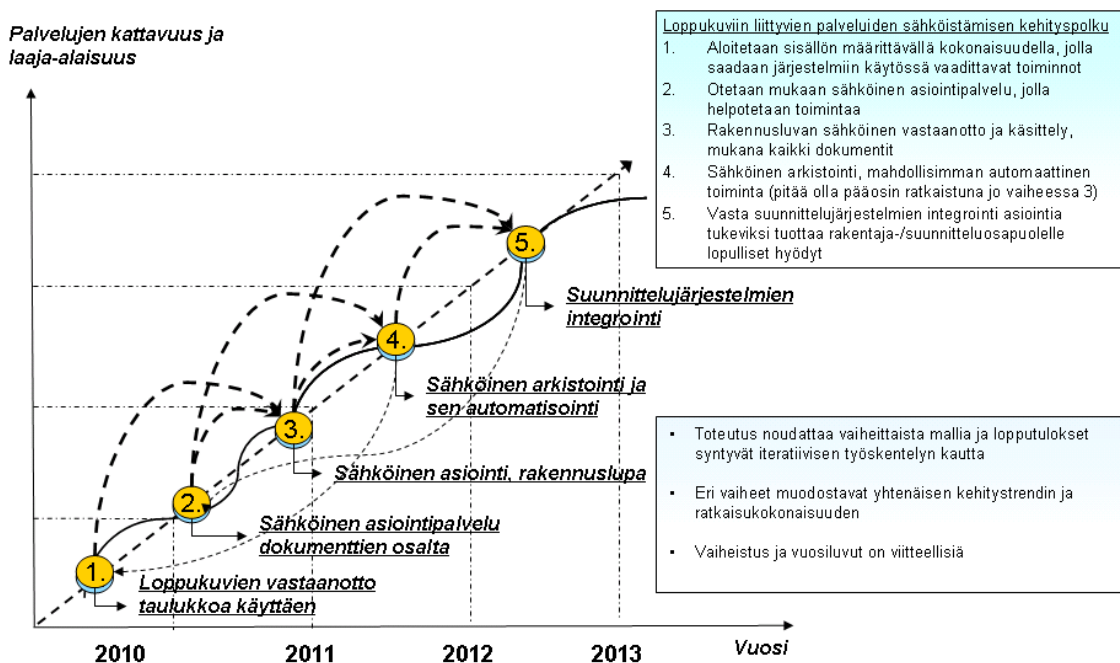 Palvelujen kattavuus ja
laaja-alaisuus
Loppukuviin liittyvien palveluiden sähköistämisen kehityspolku
1. Aloitetaan sisällön määrittävällä kokonaisuudella, jolla
saadaan järjestelmiin käytössä vaadittavat toiminnot
2. Otetaan mukaan sähköinen asiointipalvelu, jolla
helpotetaan toimintaa
3. Rakennusluvan sähköinen vastaanotto ja käsittely,
mukana kaikki dokumentit
4. Sähköinen arkistointi, mahdollisimman automaattinen
toiminta (pitää olla pääosin ratkaistuna jo vaiheessa 3)
5. Vasta suunnittelujärjestelmien integrointi asiointia
tukeviksi tuottaa rakentaja-/suunnitteluosapuolelle
lopulliset hyödyt
5.
Suunnittelujärjestelmien
integrointi
4.
Sähköinen arkistointi ja
sen automatisointi
3.
Sähköinen asiointi, rakennuslupa
2.
Sähköinen asiointipalvelu
dokumenttien osalta
1.
Loppukuvien vastaanotto
taulukkoa käyttäen
▪ Toteutus noudattaa vaiheittaista mallia ja lopputulokset
syntyvät iteratiivisen työskentelyn kautta
▪ Eri vaiheet muodostavat yhtenäisen kehitystrendin ja
ratkaisukokonaisuuden
▪ Vaiheistus ja vuosiluvut on viitteellisiä
Vuosi
2010 2011 2012 2013